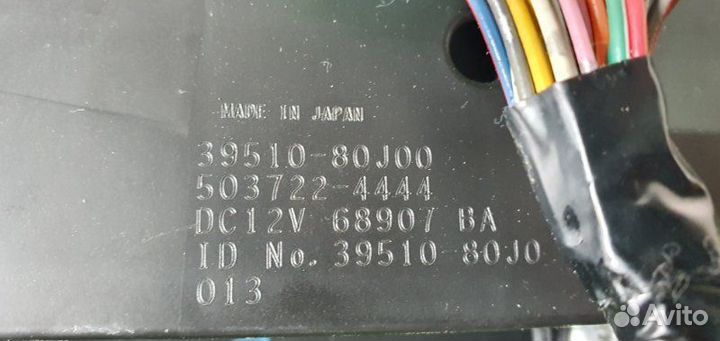 MADE IN JAPAN
39510-80J00
503722-4444
DC12V 68907 BA
ID No. 39510 80J0
013
Avito